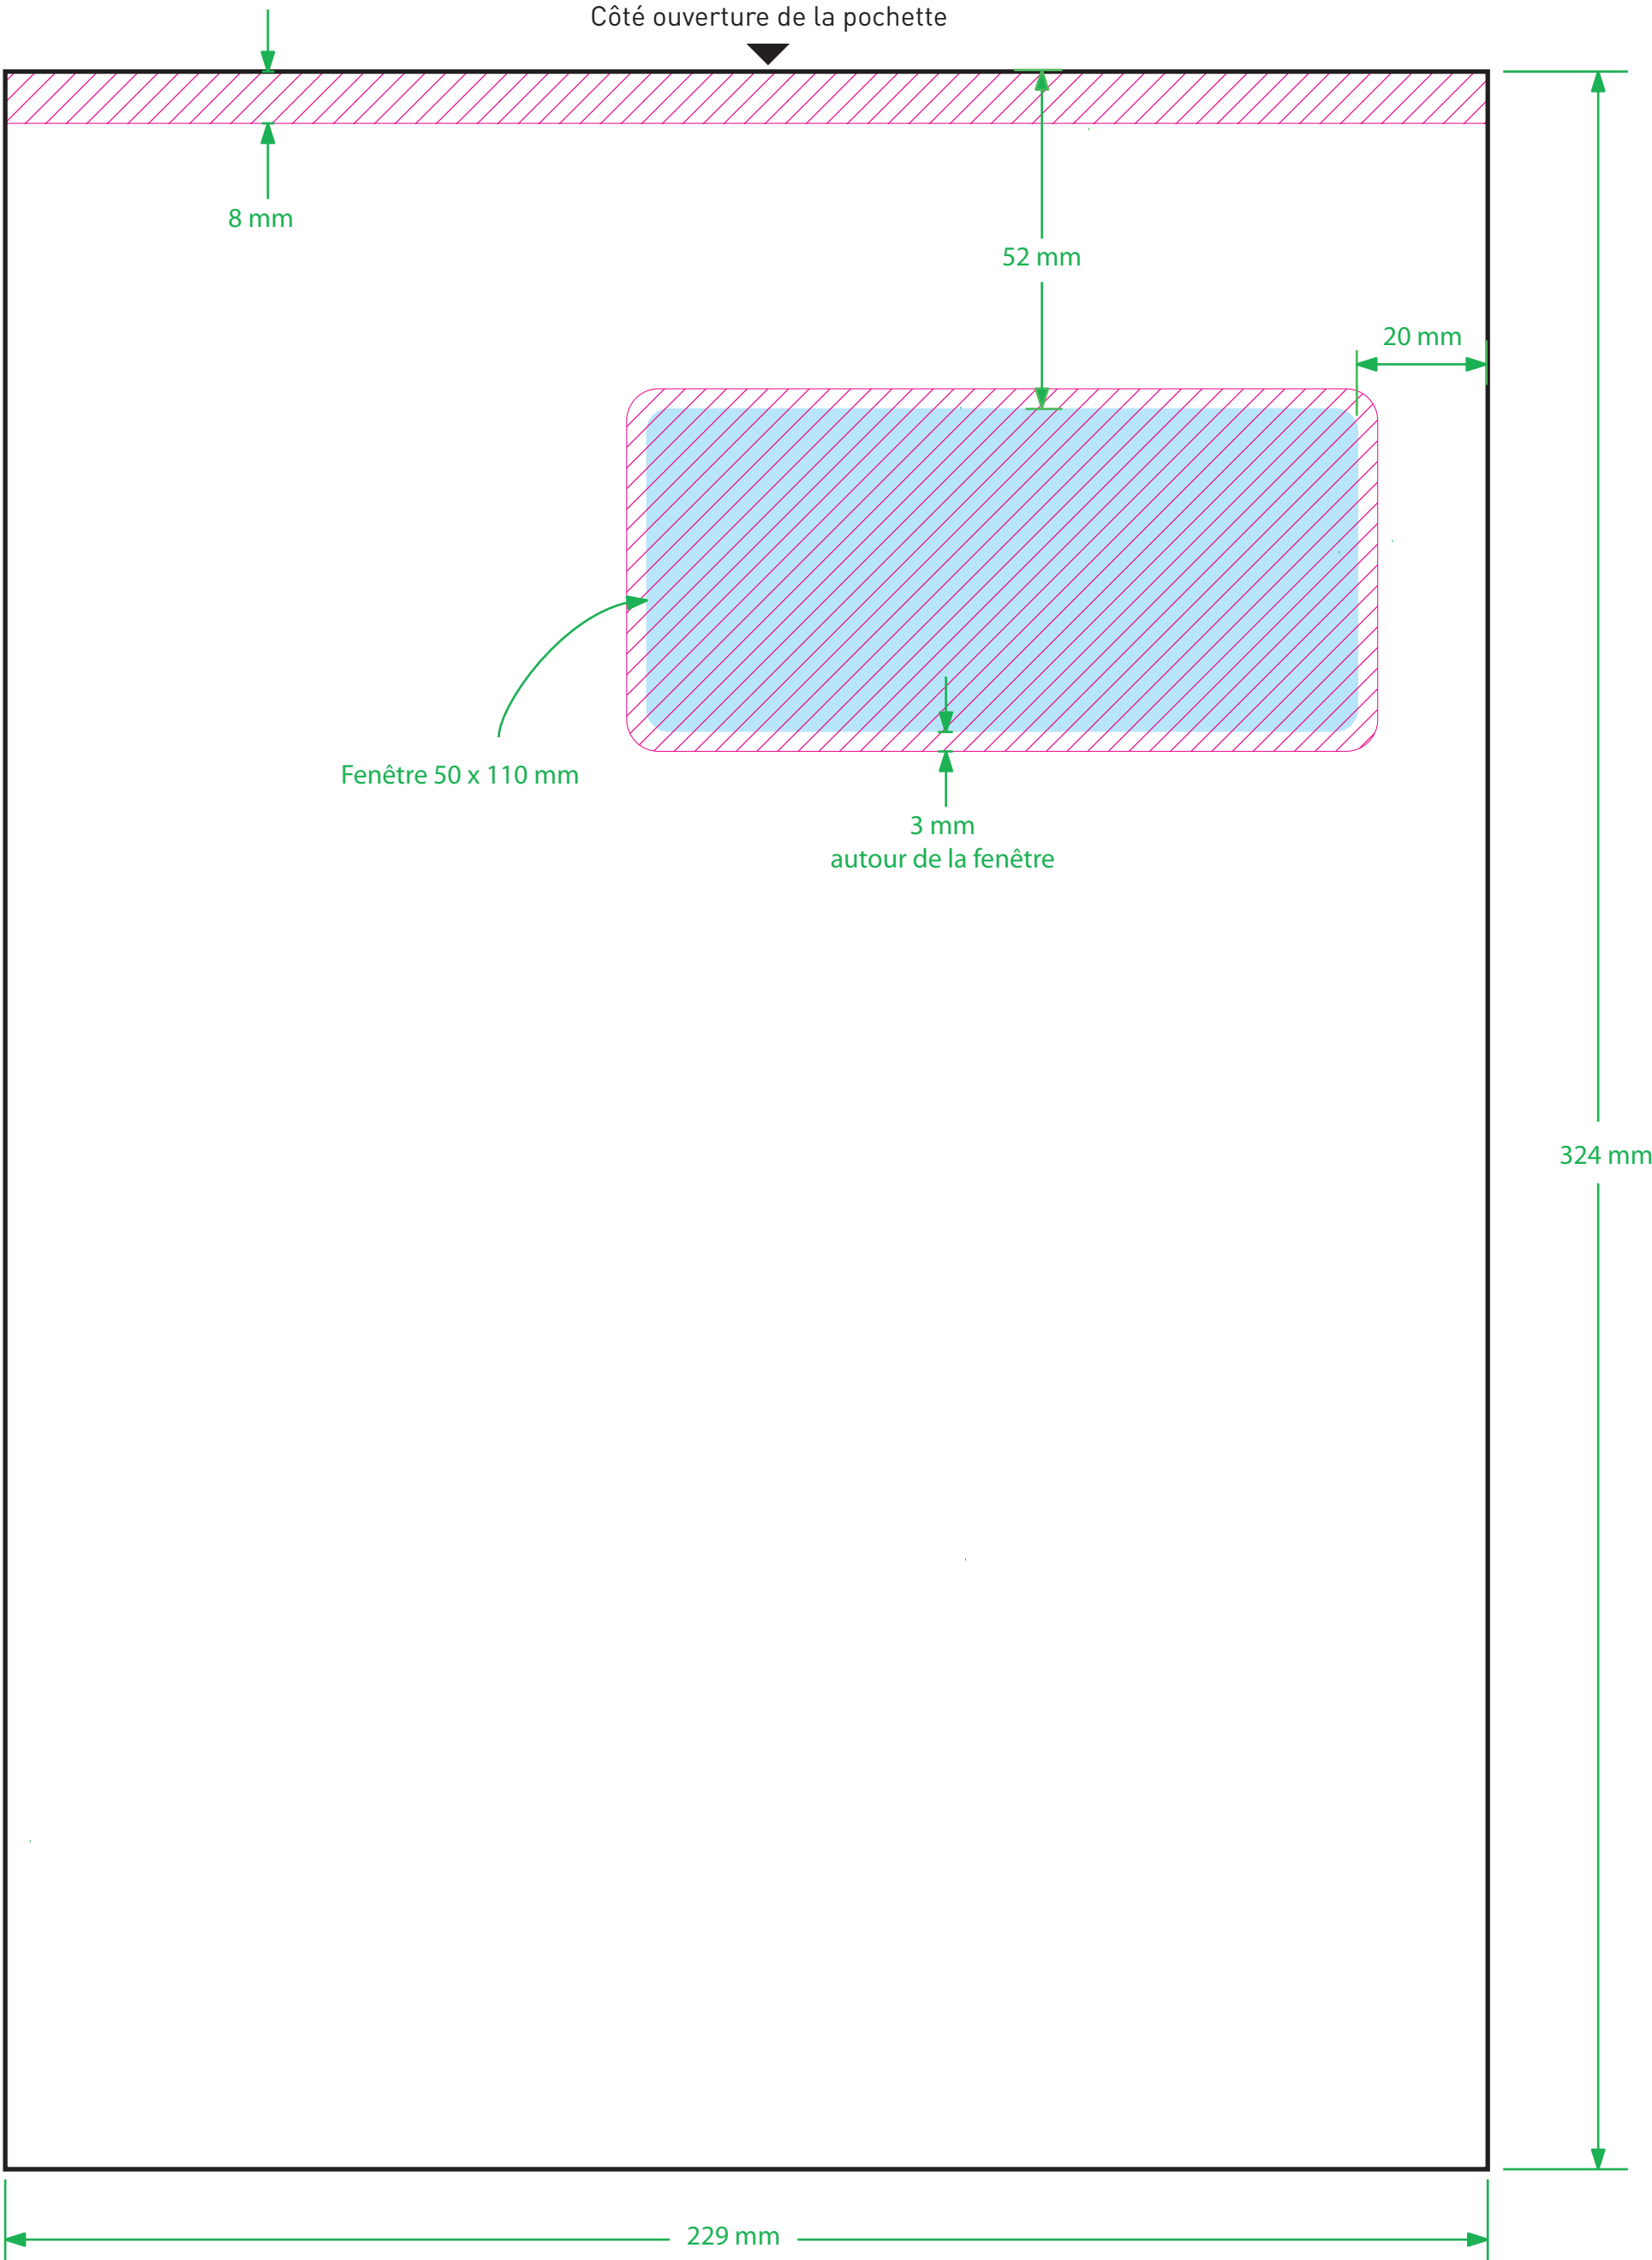 Côté ouverture de la pochette
8 mm
52 mm
20 mm
Fenêtre 50 x 110 mm
3 mm
autour de la fenêtre
324 mm
229 mm